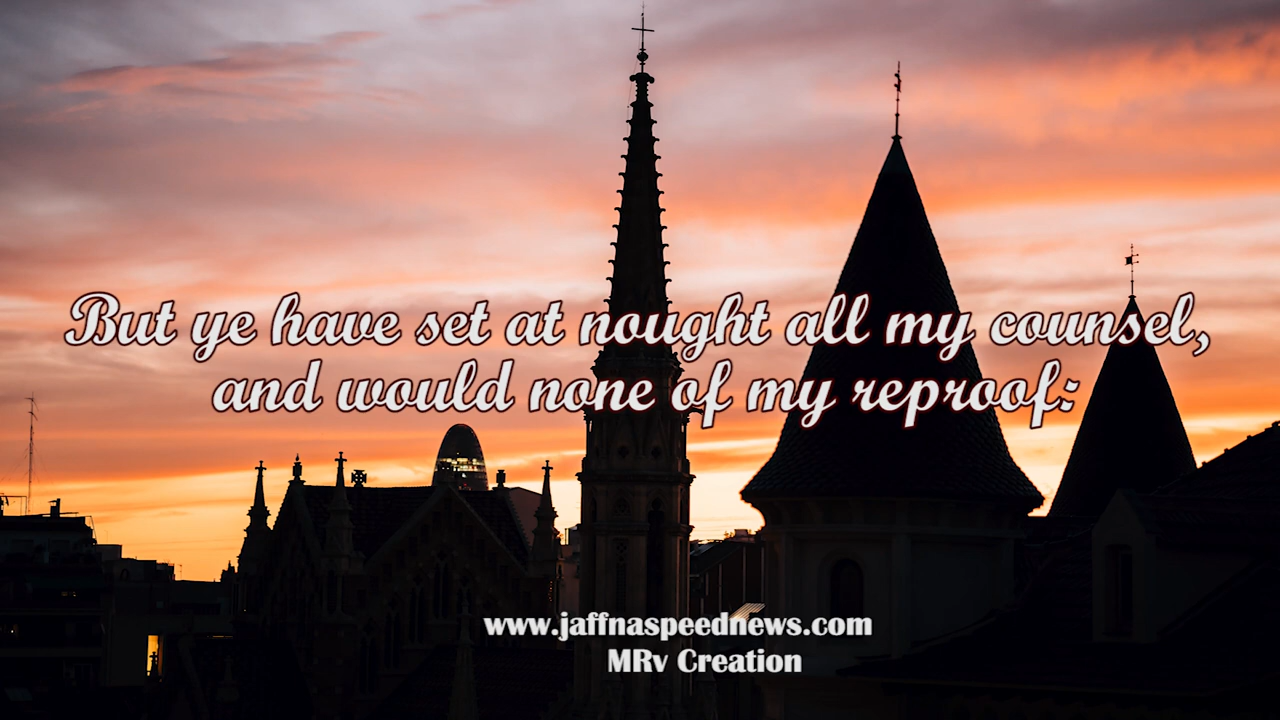 But ye have set at nought all my counsel,
and would none of my reproof:
www.jaffnaspeednews.com
MRv Creation